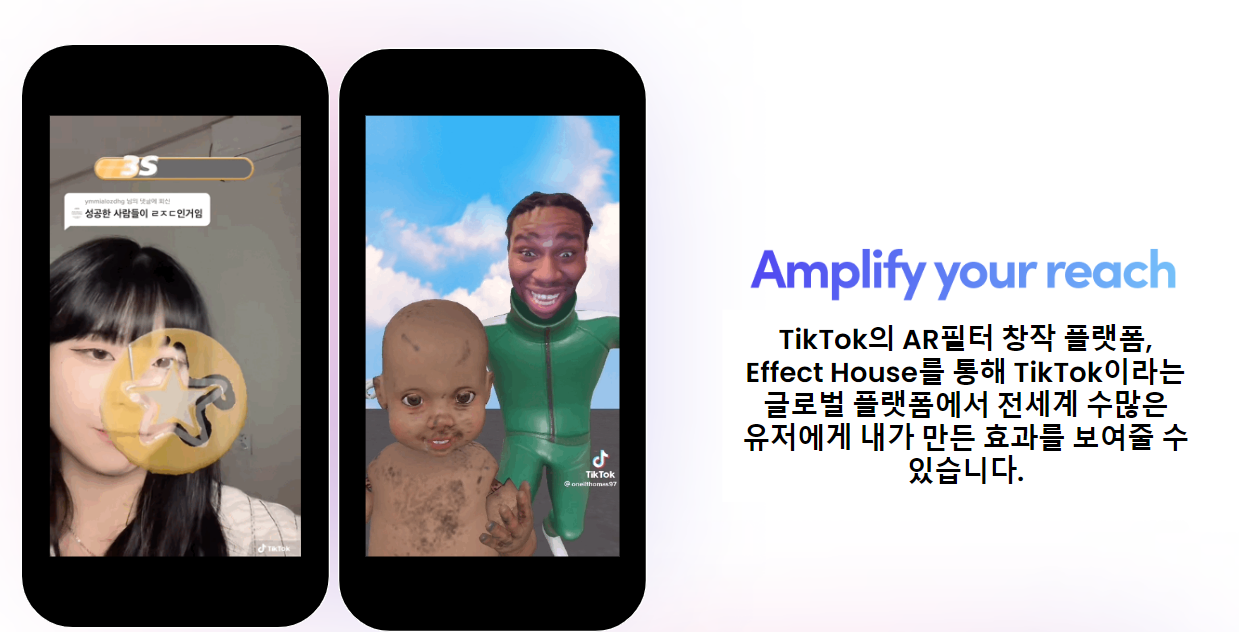 3S
ymmieiozdhg 님의 댓글에 회신
성공한 사람들이 ㄹㅈㄷ인거임
TikTok
TikTok
@oneilthomas97
Amplify your reach
TikTok의 AR필터 창작 플랫폼,
Effect House를 통해 TikTok이라는
글로벌 플랫폼에서 전세계 수많은
유저에게 내가 만든 효과를 보여줄 수
있습니다.